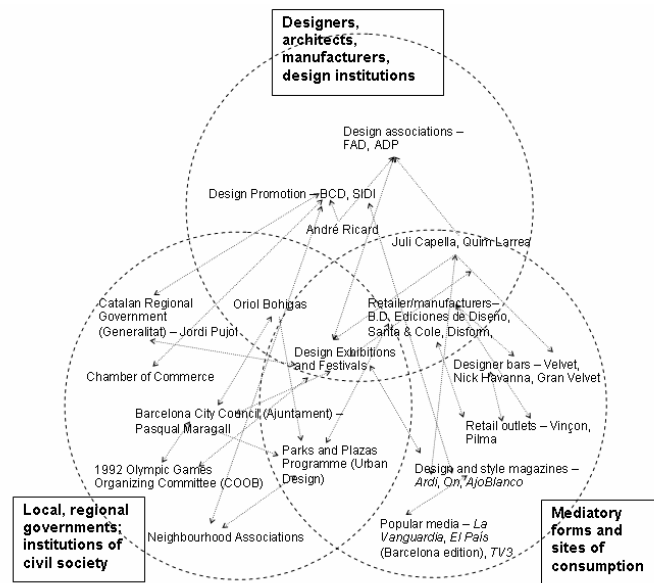 Designers,
architects,
manufacturers,
design institutions
Design associations –
FAD, ADP
Design Promotion –BCD, SIDI
André Ricard
Juli Capella, Quim Larrea
Catalan Regional
Government
(Generalitat) – Jordi Pujol
Oriol Bohigas
Retailer/manufacturers–
B.D, Ediciones de Diseño,
Santa & Cole, Disform,
Design Exhibitions
and Festivals
Chamber of Commerce
Designer bars – Velvet,
Nick Havanna, Gran Velvet
Barcelona City Council (Ajuntament) –
Pasqual Maragall
Retail outlets – Vinçon,
Pilma
Parks and Plazas
Programme (Urban
Design)
1992 Olympic Games
Organizing Committee (COOB)
Design and style magazines –
Ardi, On, AjoBlanco
Neighbourhood Associations
Popular media – La
Vanguardia, El País
(Barcelona edition), TV3
Local, regional
governments;
institutions of
civil society
Mediatory
forms and
sites of
consumption